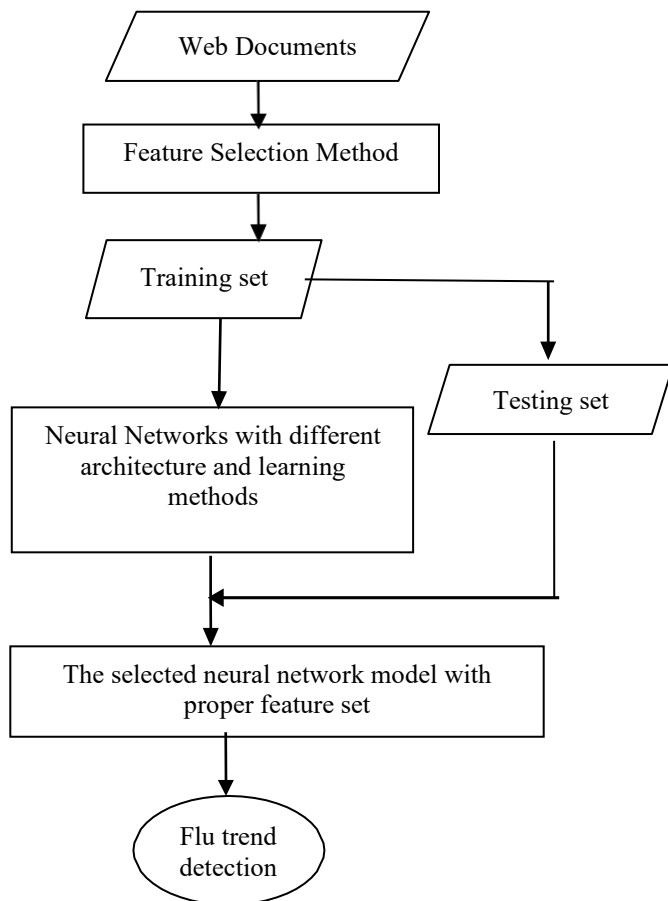 Web Documents
Feature Selection Method
Training set
Testing set
Neural Networks with different
architecture and learning
methods
The selected neural network model with
proper feature set
Flu trend
detection